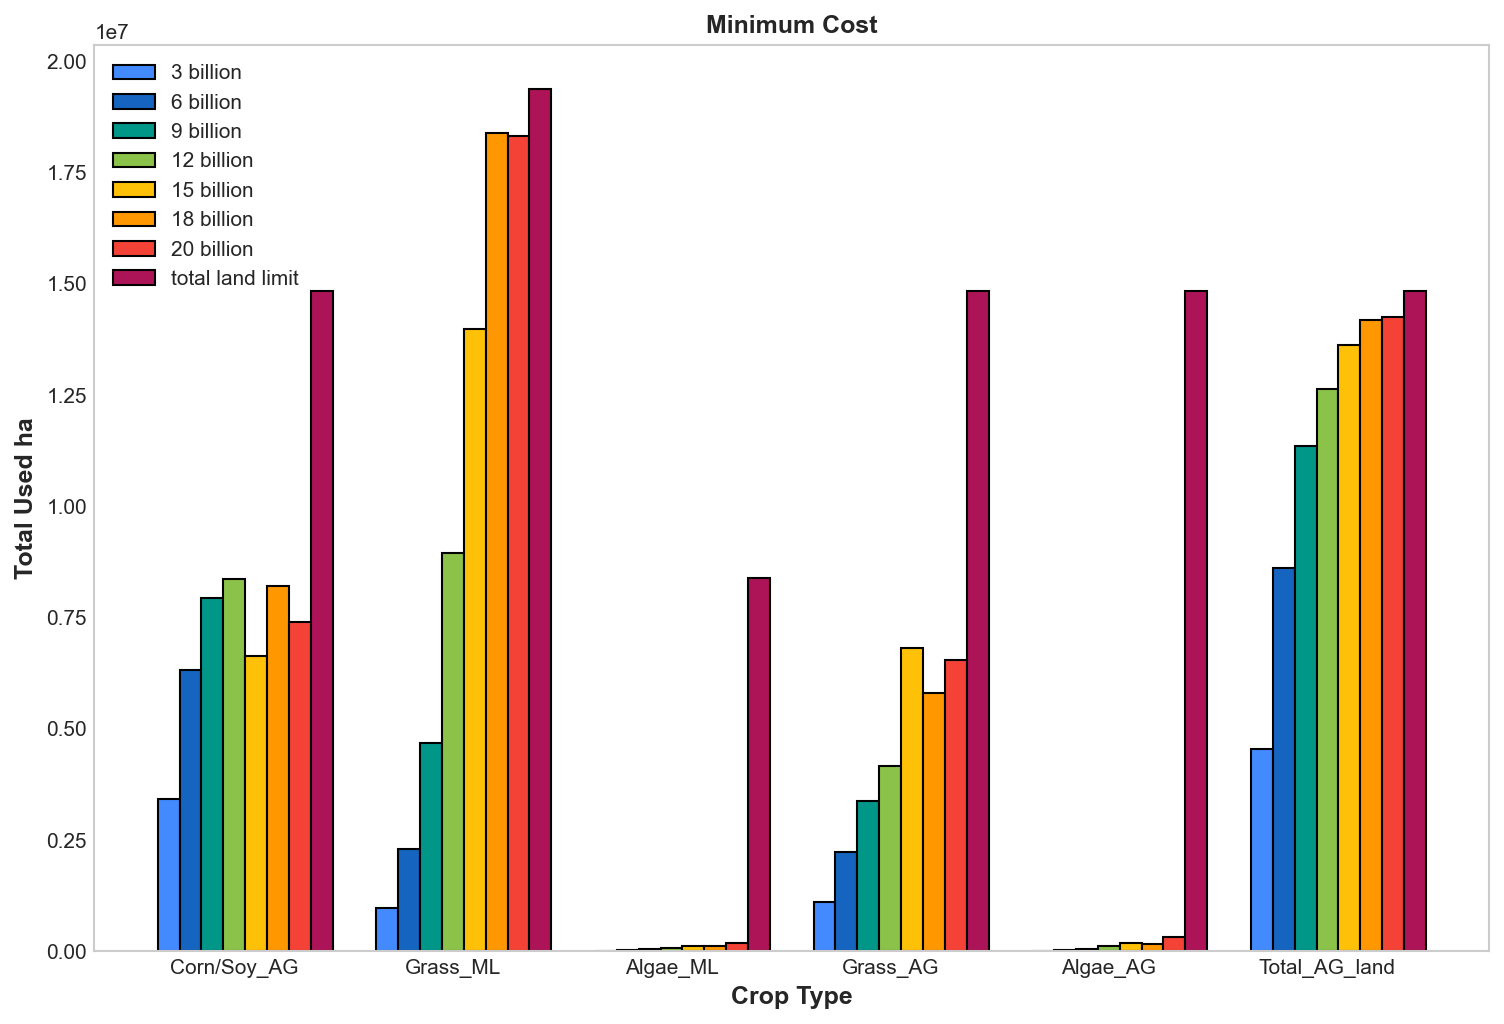 Minimum Cost
1e7
2.00
1.75
1.50
1.25
1.00
0.75
0.50
0.25
0.00
Total Used ha
3 billion
6 billion
9 billion
12 billion
15 billion
18 billion
20 billion
total land limit
Corn/Soy_AG
Grass_ML
Algae_ML
Grass_AG
Algae_AG
Total_AG_land
Crop Type